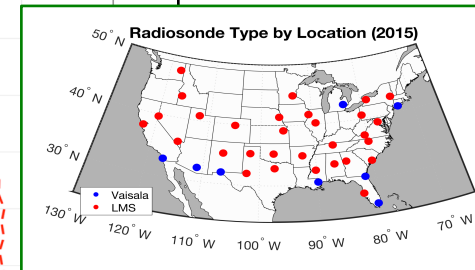 Radiosonde Type by Location (2015)
50° N
40° N
30° N
Vaisala
LMS
130° W
120° W
110° W
100° W
90° W
80° W
70° W